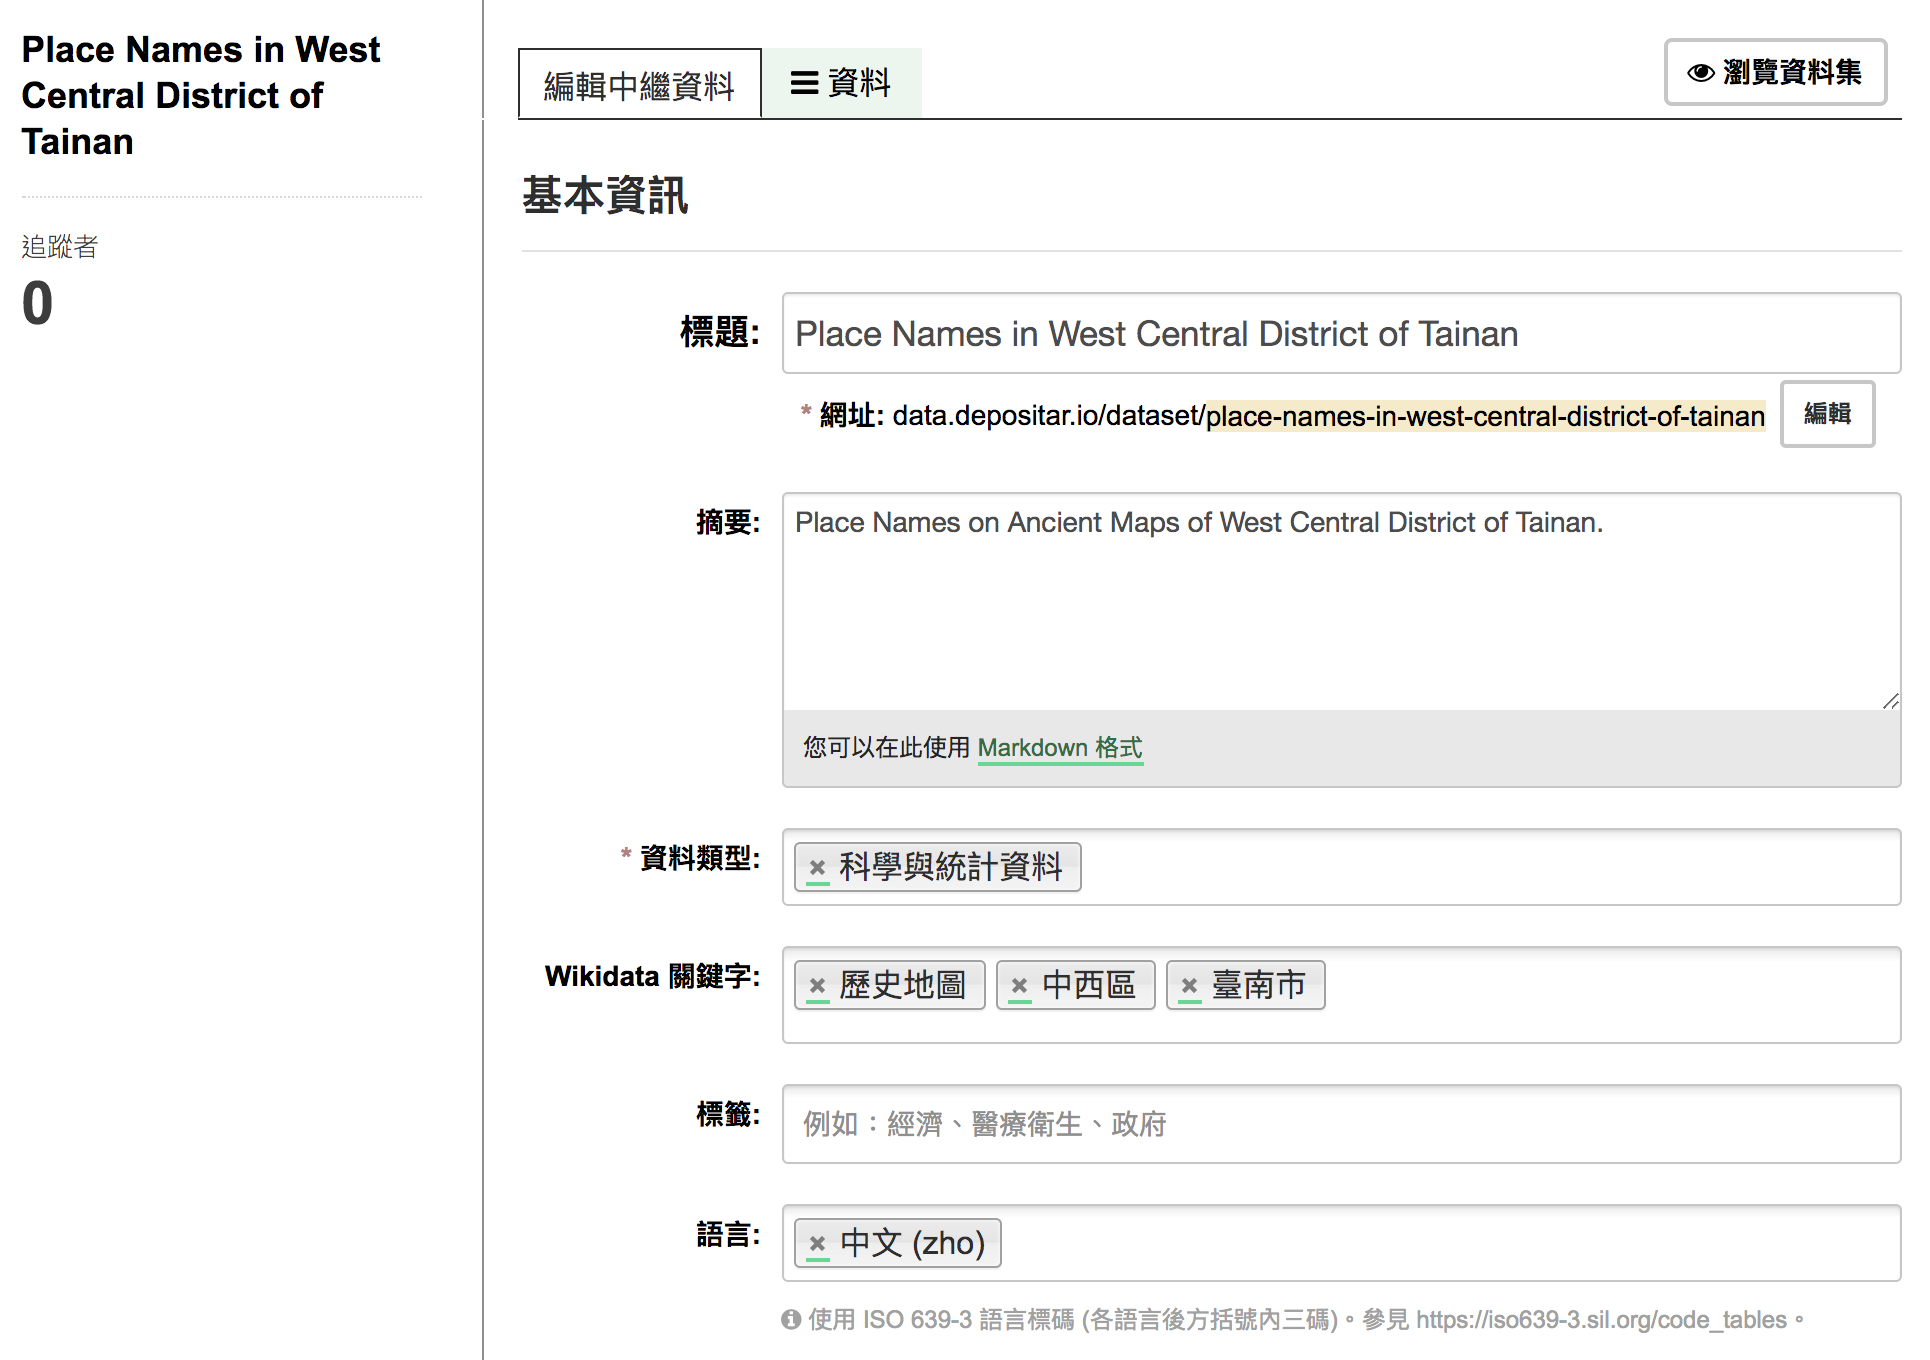 Place Names in West
Central District of
Tainan
追蹤者
0
編輯中繼資料
資料
瀏覽資料集
基本資訊
標題: Place Names in West Central District of Tainan
* 網址: data.depositar.io/dataset/place-names-in-west-central-district-of-tainan 編輯
摘要: Place Names on Ancient Maps of West Central District of Tainan.
您可以在此使用 Markdown 格式
* 資料類型: × 科學與統計資料
Wikidata 關鍵字: × 歷史地圖 × 中西區 × 臺南市
標籤: 例如：經濟、醫療衛生、政府
語言: × 中文 (zho)
使用 ISO 639-3 語言標碼 (各語言後方括號內三碼)。參見 https://iso639-3.sil.org/code_tables。